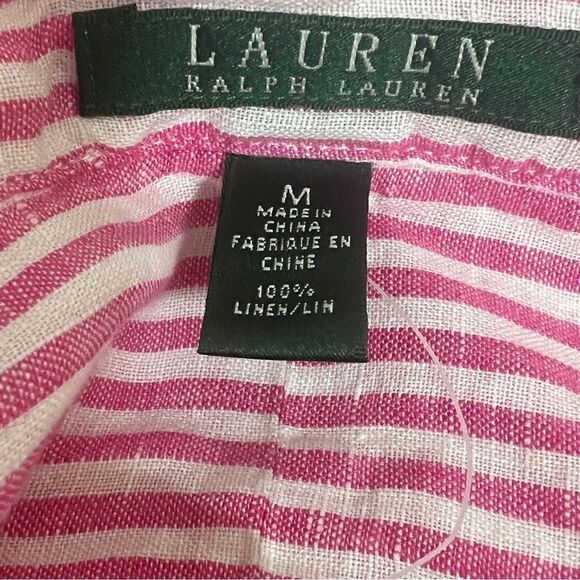 LAUREN
RALPH LAUREN
M
MADE IN
CHINA
FABRIQUE EN
CHINE
100%
LINEN/LIN